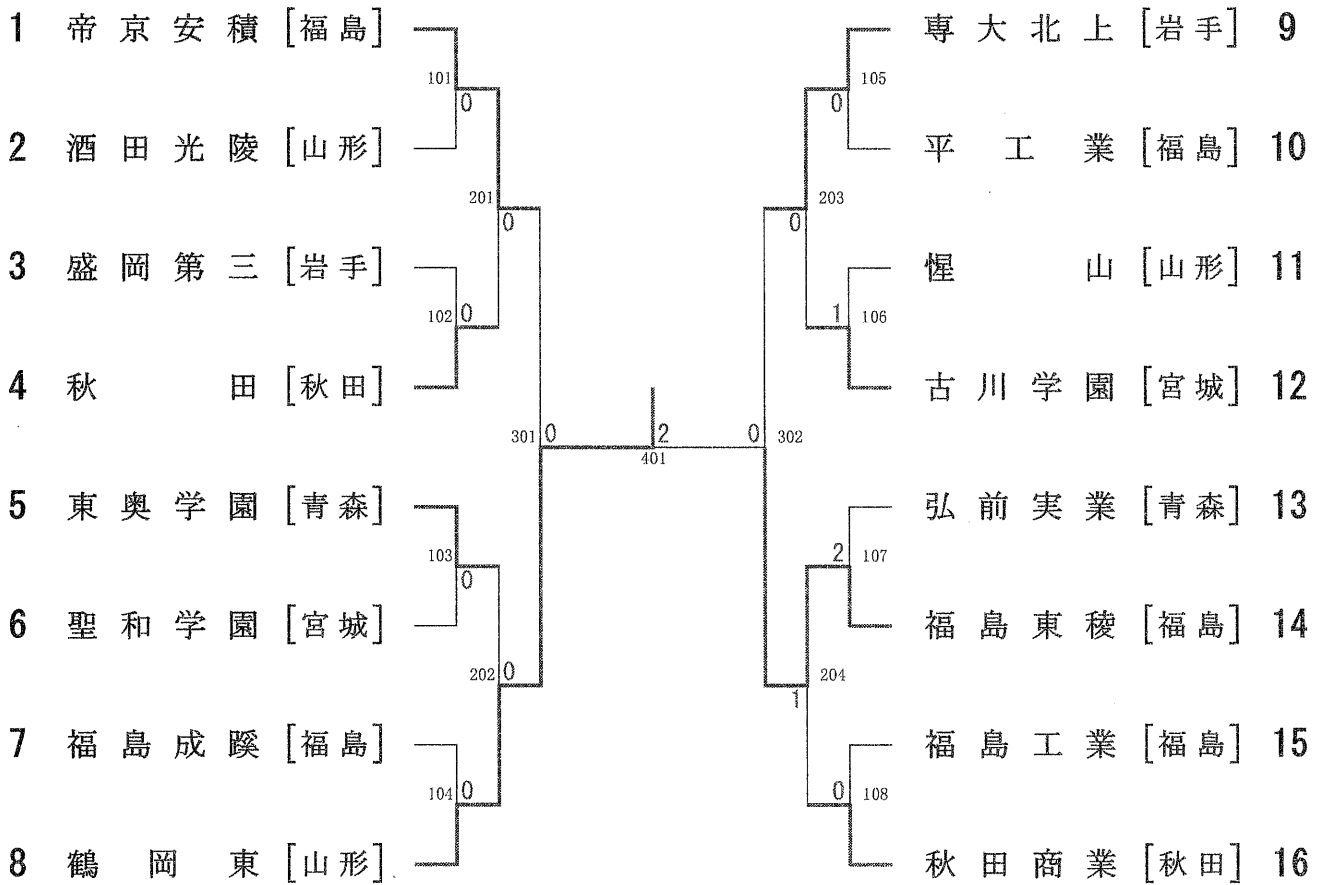 1 帝京安積 [福島] 専大北上 [岩手] 9
101 0 0 105
2 酒田光陵 [山形] 平工業 [福島] 10
201 0 0 203
3 盛岡第三 [岩手] 惺山 [山形] 11
102 0 1 106
4 秋田 [秋田] 古川学園 [宮城] 12
301 0 2 0 302
401
5 東奥学園 [青森] 弘前実業 [青森] 13
103 0 2 107
6 聖和学園 [宮城] 福島東稜 [福島] 14
202 0 1 204
7 福島成蹊 [福島] 福島工業 [福島] 15
104 0 0 108
8 鶴岡東 [山形] 秋田商業 [秋田] 16